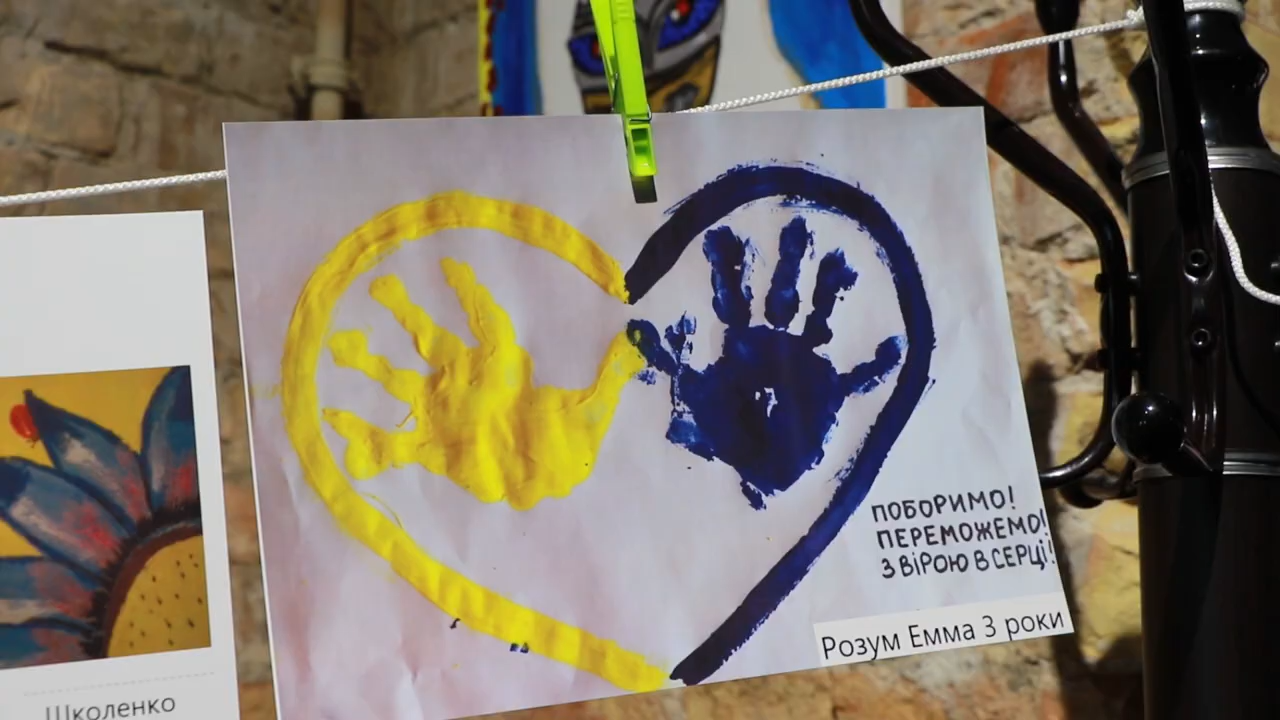 ПОБОРИМО!
ПЕРЕМОЖЕМО!
З ВІРОЮ В СЕРЦІ!
Розум Емма 3 роки
Школенко